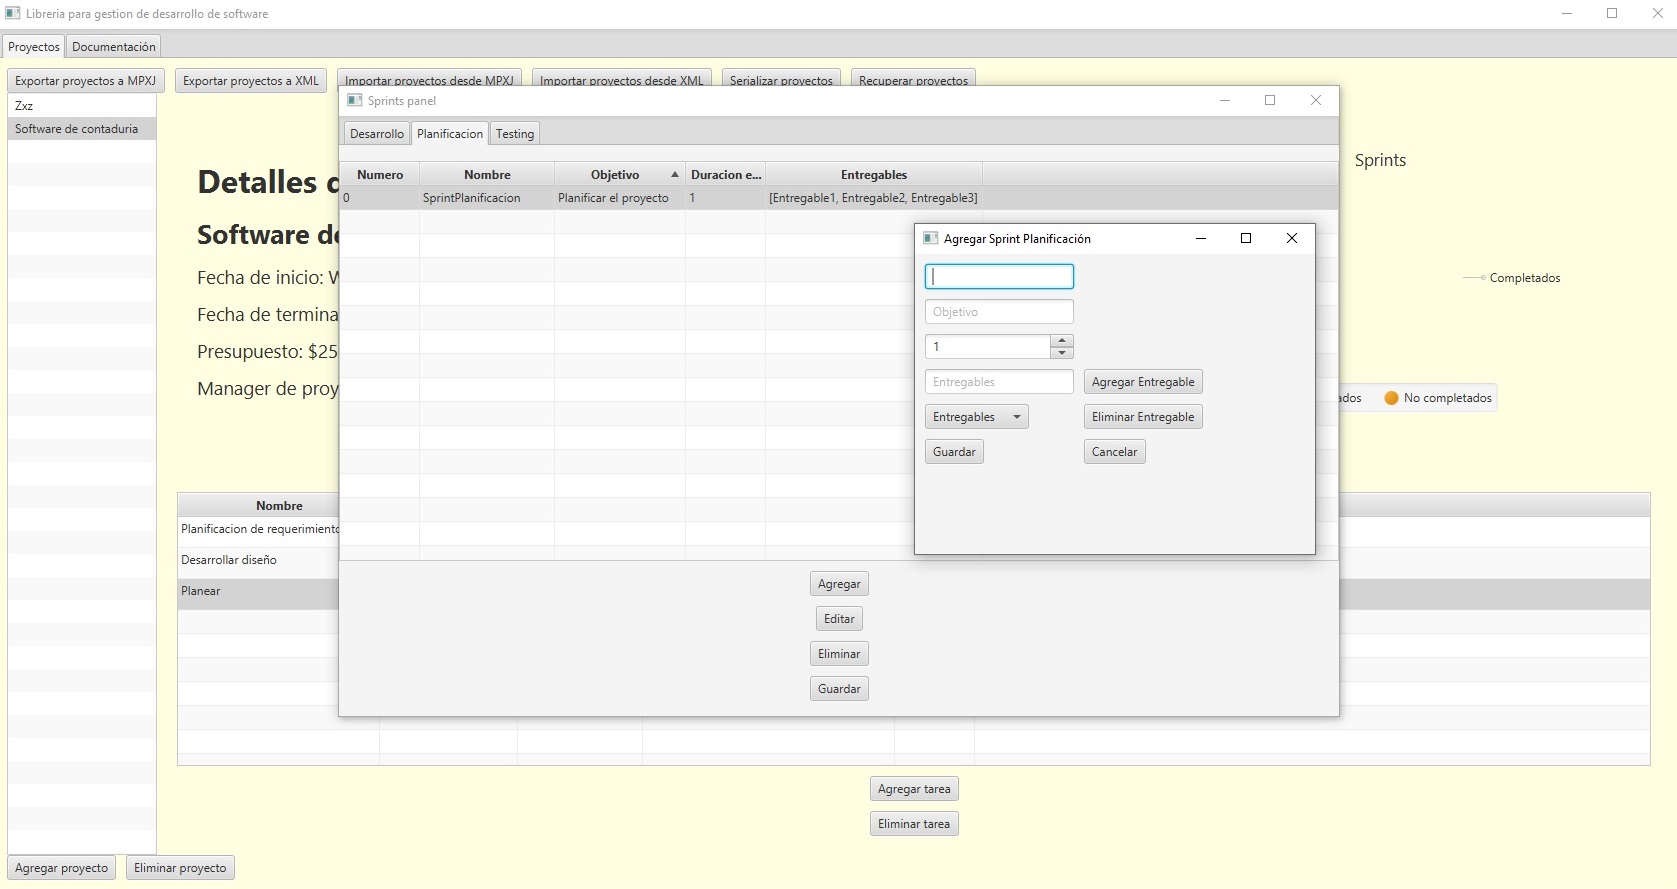 Libreria para gestion de desarrollo de software
Proyectos Documentación
Exportar proyectos a MPXJ Exportar proyectos a XML Importar proyectos desde MPXJ Importar proyectos desde XML Serializar proyectos Recuperar proyectos
Zxz
Software de contaduria
Detalles d
Software de
Fecha de inicio: W
Fecha de termina
Presupuesto: $25
Manager de proy
Sprints panel
Desarrollo Planificacion Testing
Numero Nombre Objetivo Duracion e... Entregables
0 SprintPlanificacion Planificar el proyecto 1 [Entregable1, Entregable2, Entregable3]
Agregar Sprint Planificación
Objetivo
1
Entregables Agregar Entregable
Entregables Eliminar Entregable
Guardar Cancelar
Agregar
Editar
Eliminar
Guardar
Sprints
Completados
ados No completados
Nombre
Planificacion de requerimiento
Desarrollar diseño
Planear
Agregar tarea
Eliminar tarea
Agregar proyecto Eliminar proyecto